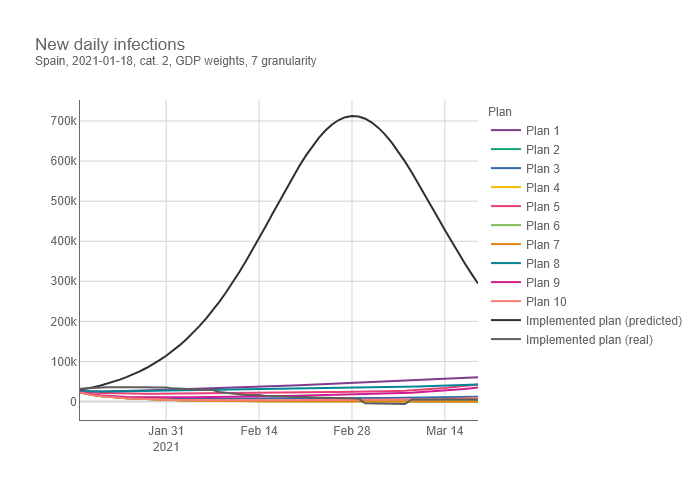 New daily infections
Spain, 2021-01-18, cat. 2, GDP weights, 7 granularity
Plan
700k
600k
500k
400k
300k
200k
100k
0
Jan 31
2021
Feb 14
Feb 28
Mar 14
Plan 1
Plan 2
Plan 3
Plan 4
Plan 5
Plan 6
Plan 7
Plan 8
Plan 9
Plan 10
Implemented plan (predicted)
Implemented plan (real)